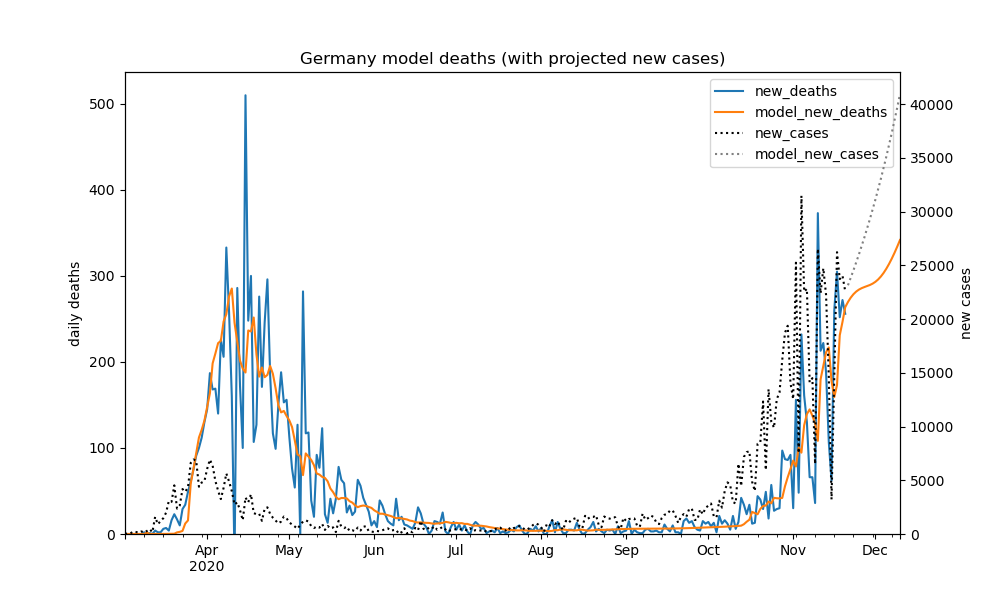 Germany model deaths (with projected new cases)
new_deaths
model_new_deaths
new_cases
model_new_cases
500
400
300
200
100
0
daily deaths
40000
35000
30000
25000
20000
15000
10000
5000
0
new cases
Apr May Jun Jul Aug Sep Oct Nov Dec
2020